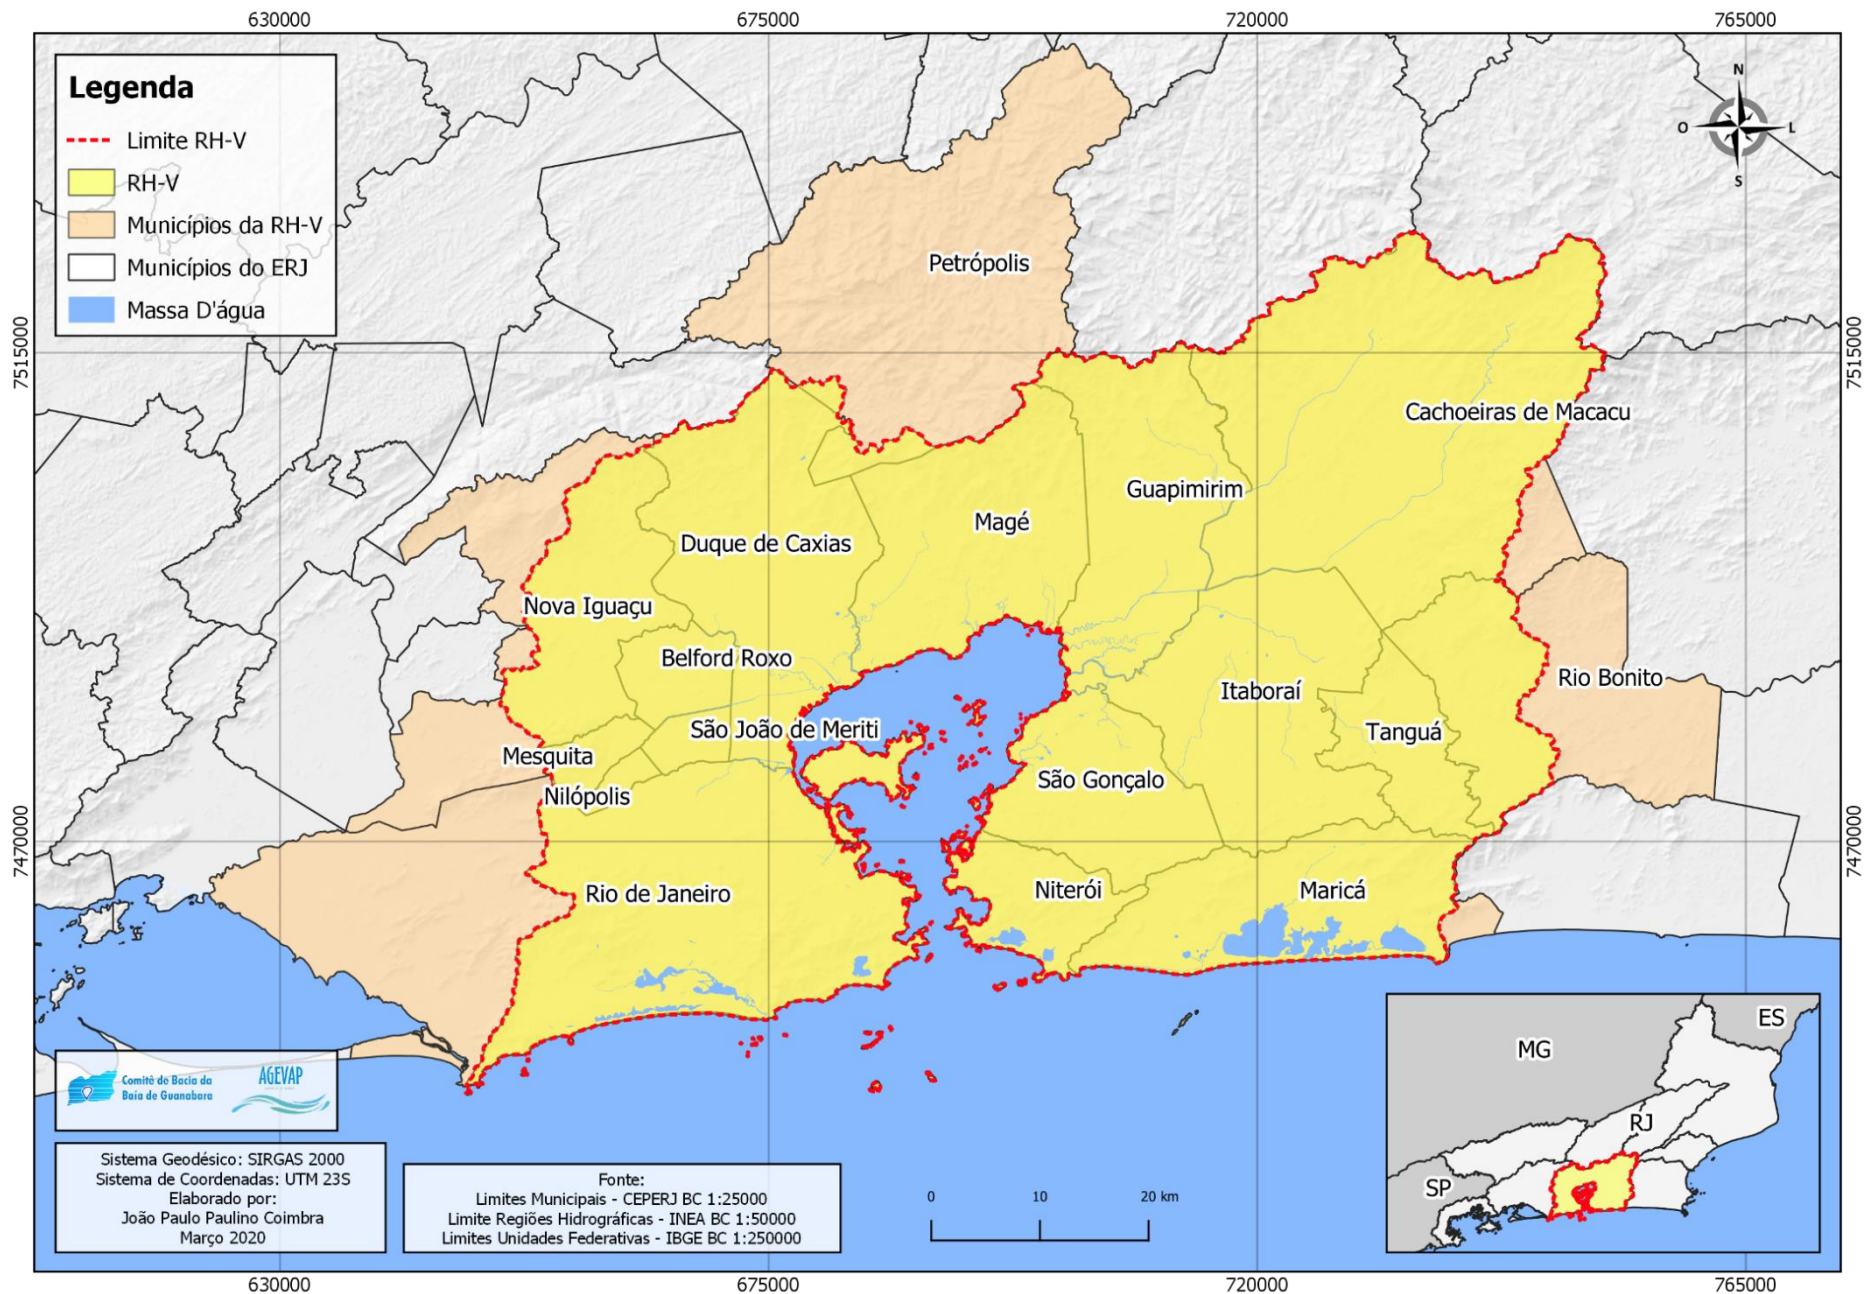 630000
675000
720000
765000
Legenda
Limite RH-V
RH-V
Municípios da RH-V
Municípios do ERJ
Massa D'água
N
O
L
S
7515000
7515000
Petrópolis
Cachoeiras de Macacu
Guapimirim
Magé
Duque de Caxias
Nova Iguaçu
Belford Roxo
Itaboraí
Rio Bonito
São João de Meriti
Tanguá
Mesquita
São Gonçalo
Nilópolis
7470000
7470000
Rio de Janeiro
Niterói
Maricá
Comitê de Bacia da
Baía de Guanabara
AGEVAP
Sistema Geodésico: SIRGAS 2000
Sistema de Coordenadas: UTM 23S
Elaborado por:
João Paulo Paulino Coimbra
Março 2020
Fonte:
Limites Municipais - CEPERJ BC 1:25000
Limite Regiões Hidrográficas - INEA BC 1:50000
Limites Unidades Federativas - IBGE BC 1:250000
0
10
20 km
MG
ES
RJ
SP
630000
675000
720000
765000